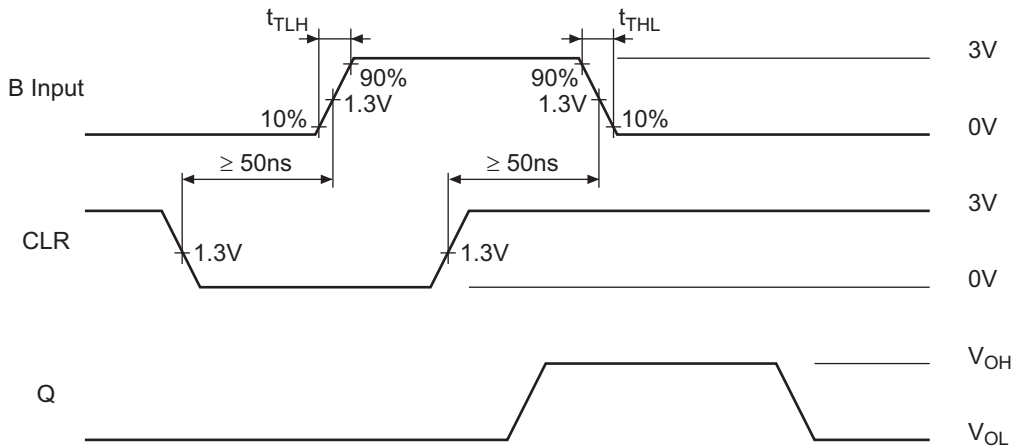 tTLH
tTHL
3V
B Input
90%
90%
1.3V
1.3V
10%
10%
0V
≥ 50ns
≥ 50ns
3V
CLR
1.3V
1.3V
0V
VOH
Q
VOL